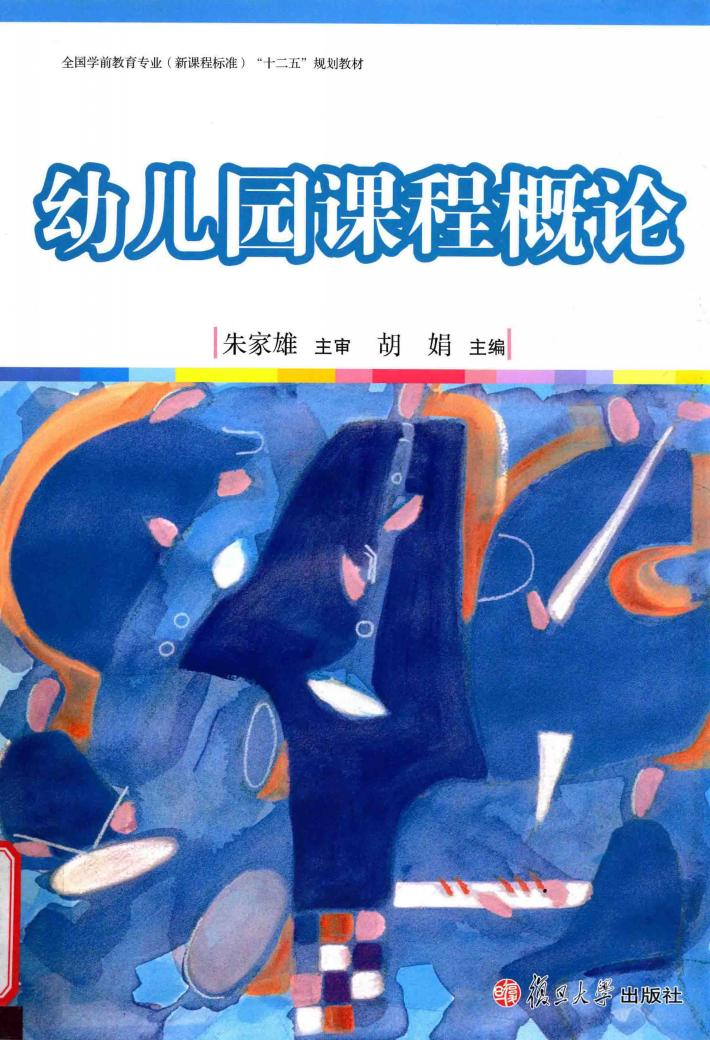 全国学前教育专业（新课程标准）“十二五”规划教材
幼儿园课程概论
朱家雄 主审 胡 娟 主编
復旦大學 出版社